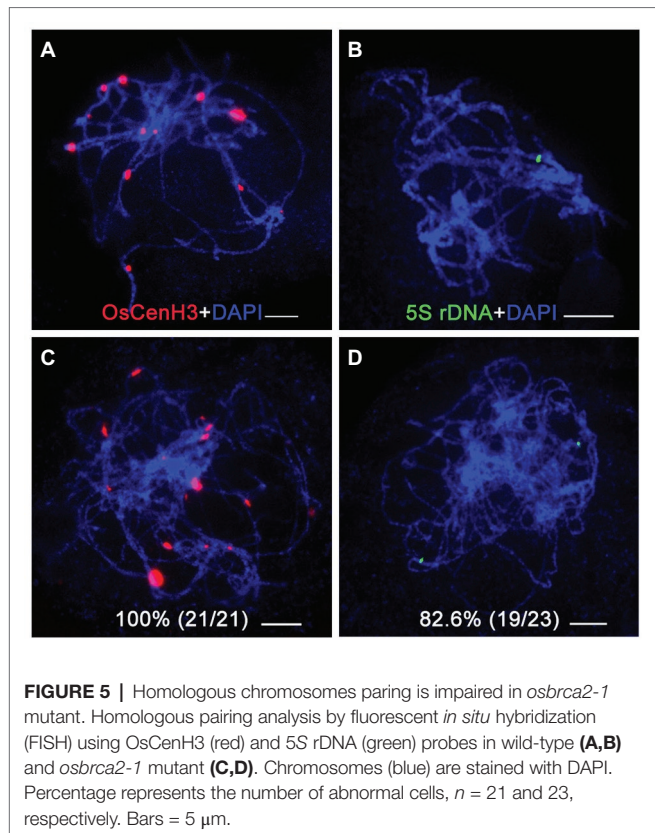 A
B
OsCenH3+DAPI
5S rDNA+DAPI
C
D
100% (21/21)
82.6% (19/23)
FIGURE 5 | Homologous chromosomes paring is impaired in osbrca2-1
mutant. Homologous pairing analysis by fluorescent in situ hybridization
(FISH) using OsCenH3 (red) and 5S rDNA (green) probes in wild-type (A,B)
and osbrca2-1 mutant (C,D). Chromosomes (blue) are stained with DAPI.
Percentage represents the number of abnormal cells, n = 21 and 23,
respectively. Bars = 5 μm.